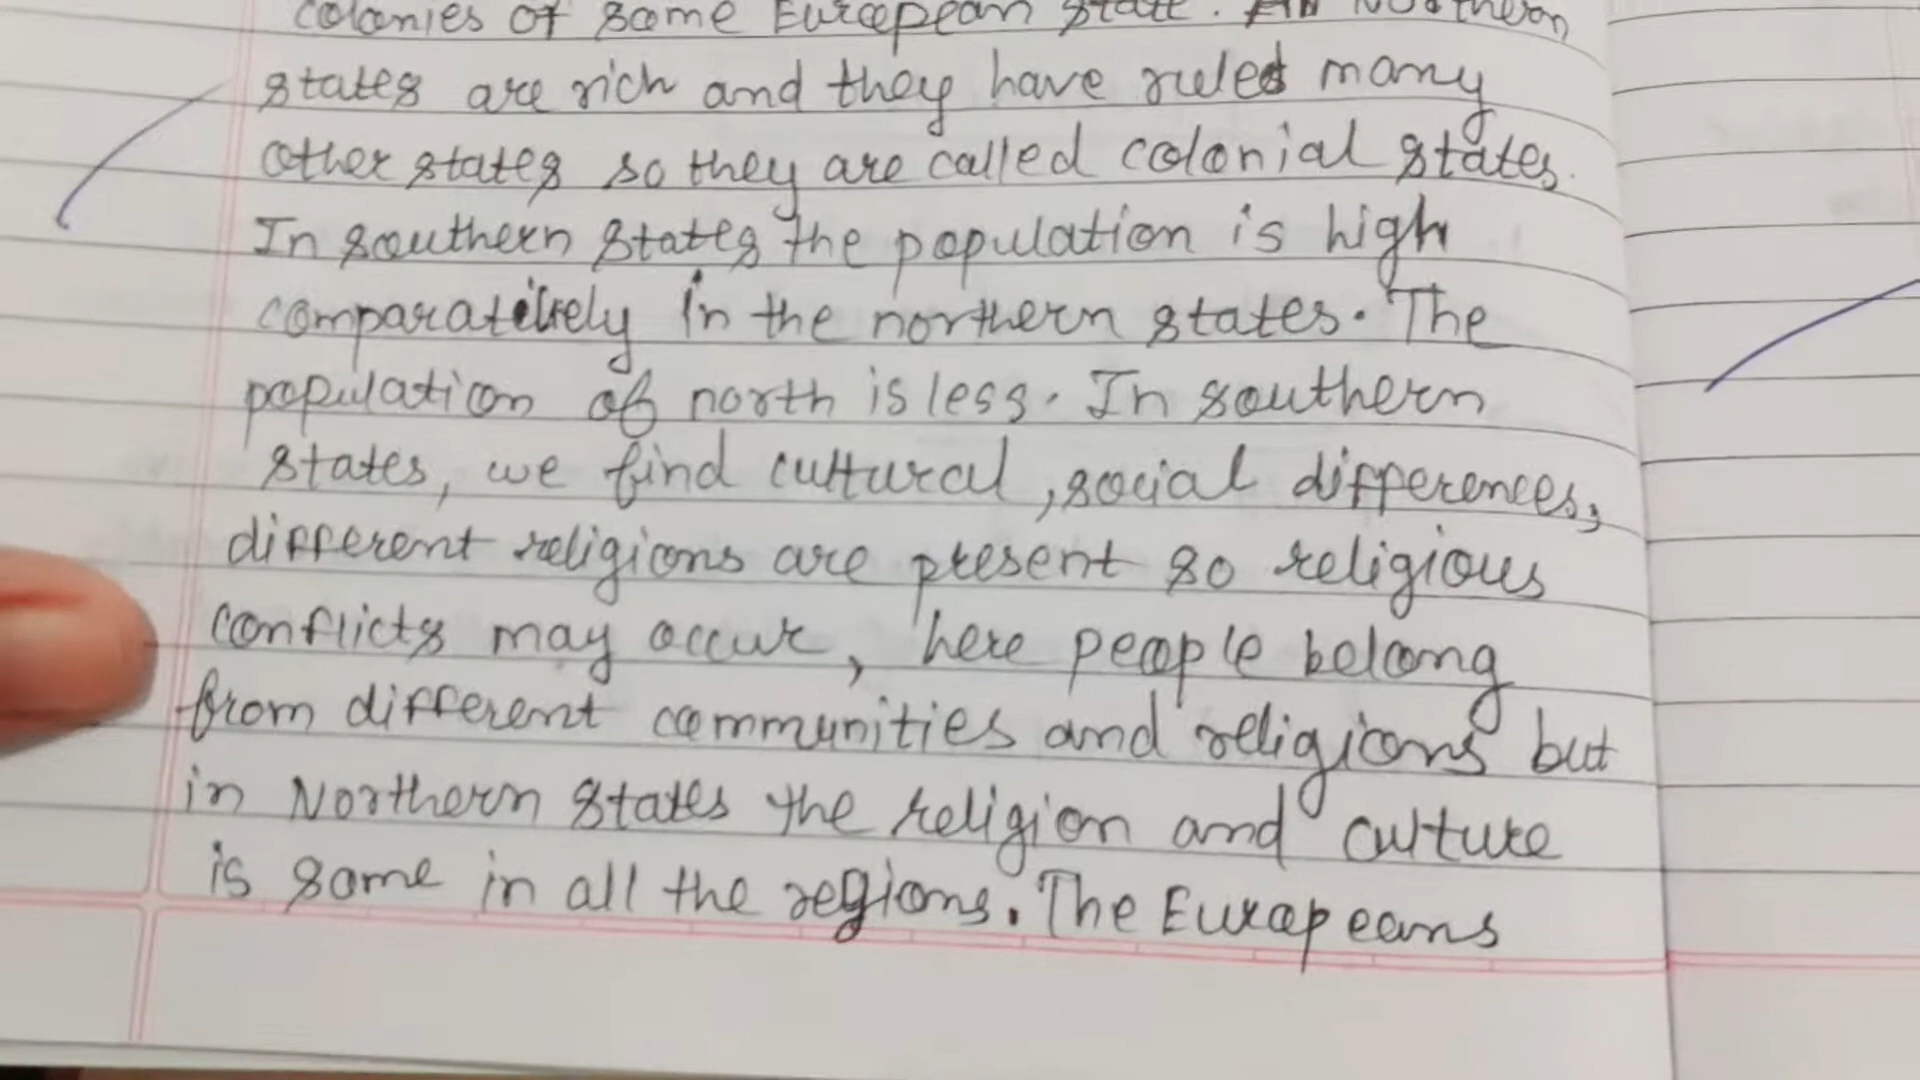 colonies of some European state. All Northern
states are rich and they have ruled many
other states so they are called colonial states.
In southern states the population is high
comparatively in the northern states. The
population of north is less. In southern
states, we find cultural, social differences,
different religions are present so religious
conflicts may occur, here people belong
from different communities and religions but
in Northern states the religion and culture
is same in all the regions. The Europeans